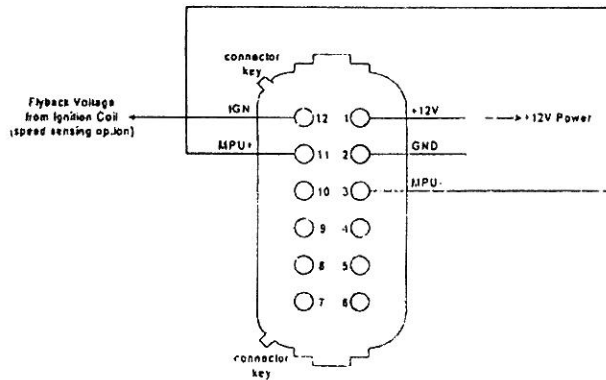 connector
key
Flyback Voltage
from Ignition Coil
(speed sensing option)
IGN
12 1
+12V
+12V Power
MPU+
11 2
GND
10 3
MPU-
9 4
8 5
7 6
connector
key